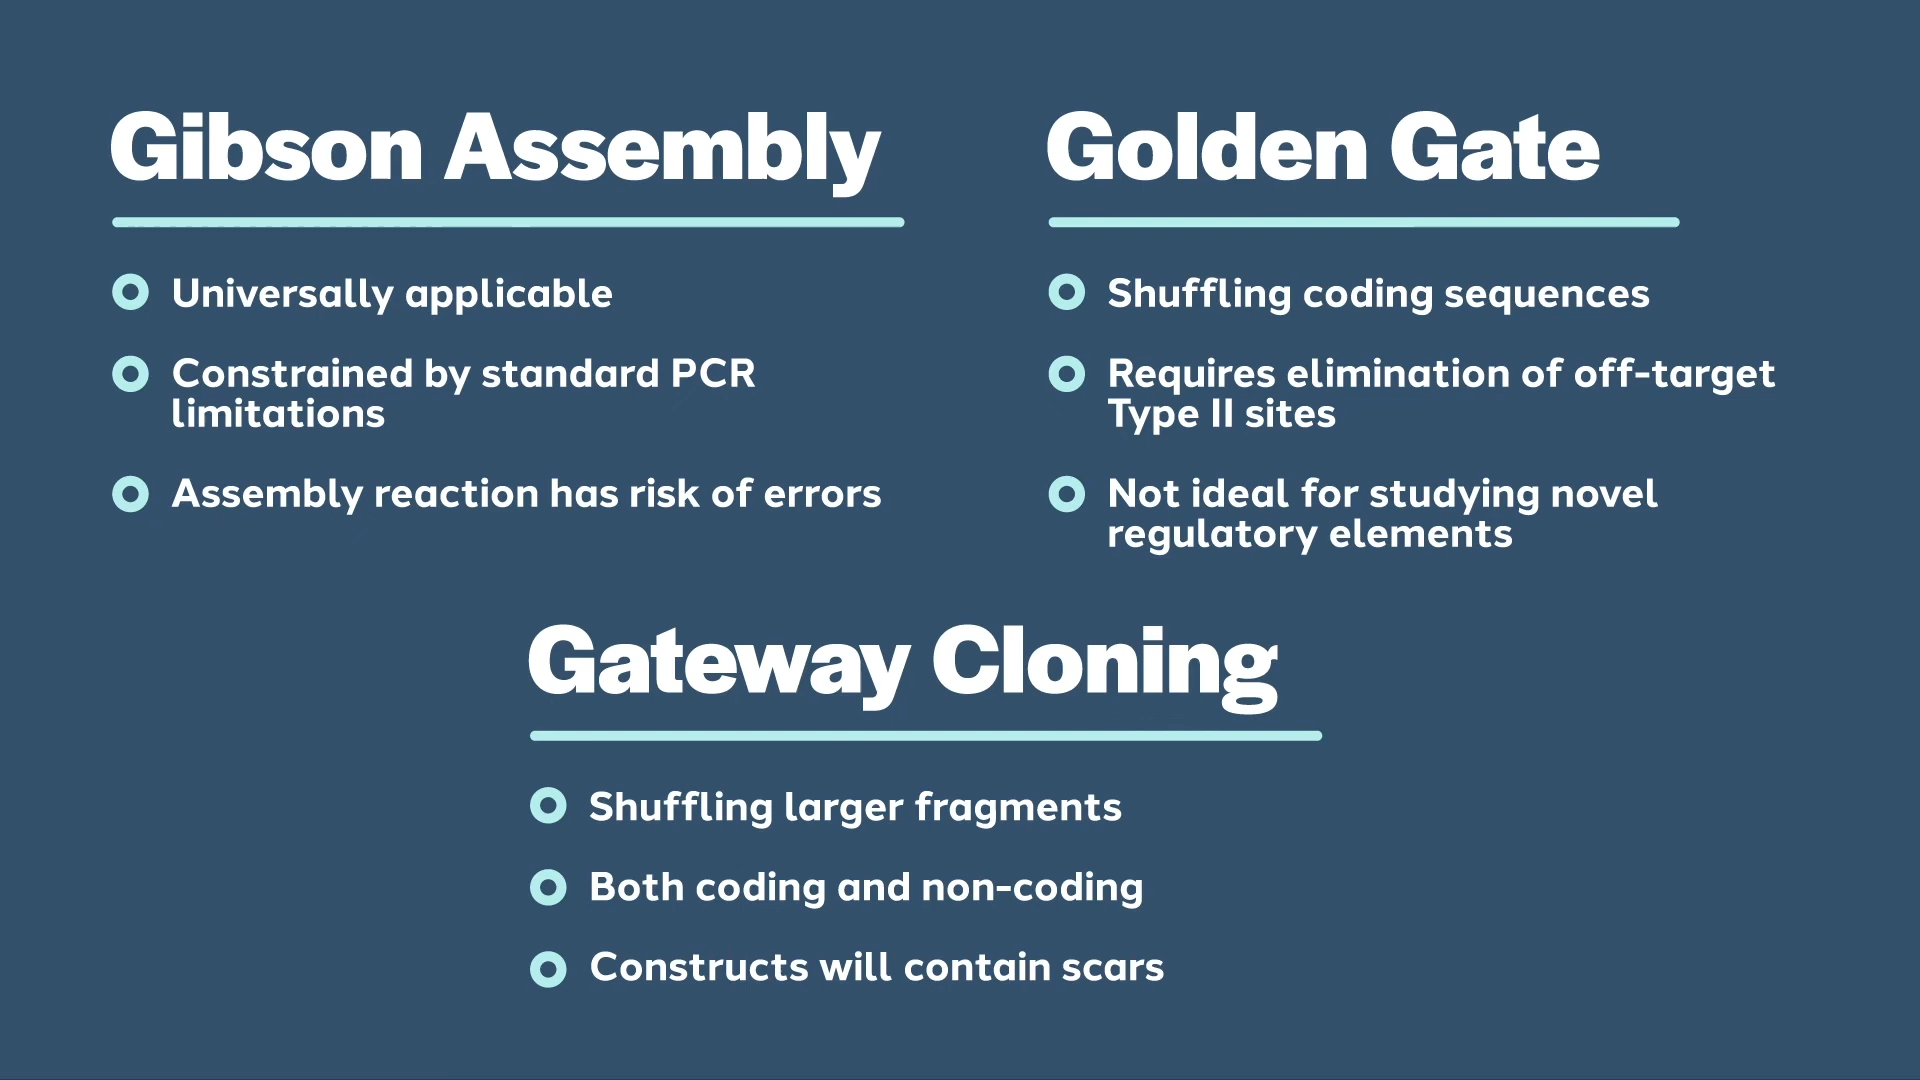 Gibson Assembly
Universally applicable
Constrained by standard PCR
limitations
Assembly reaction has risk of errors
Golden Gate
Shuffling coding sequences
Requires elimination of off-target
Type II sites
Not ideal for studying novel
regulatory elements
Gateway Cloning
Shuffling larger fragments
Both coding and non-coding
Constructs will contain scars